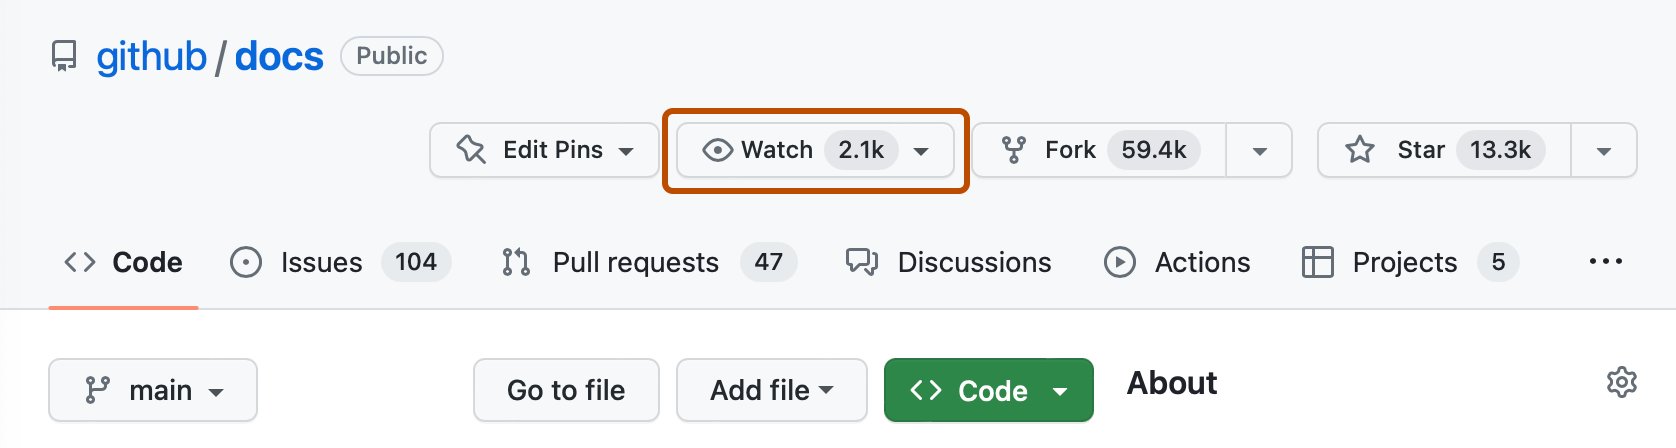 github / docs Public
Edit Pins Watch 2.1k Fork 59.4k Star 13.3k
Code Issues 104 Pull requests 47 Discussions Actions Projects 5 ...
main Go to file Add file Code About